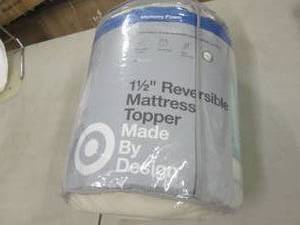 Memory Foam
1½" Reversible
Mattress
Topper
Made
By
Design